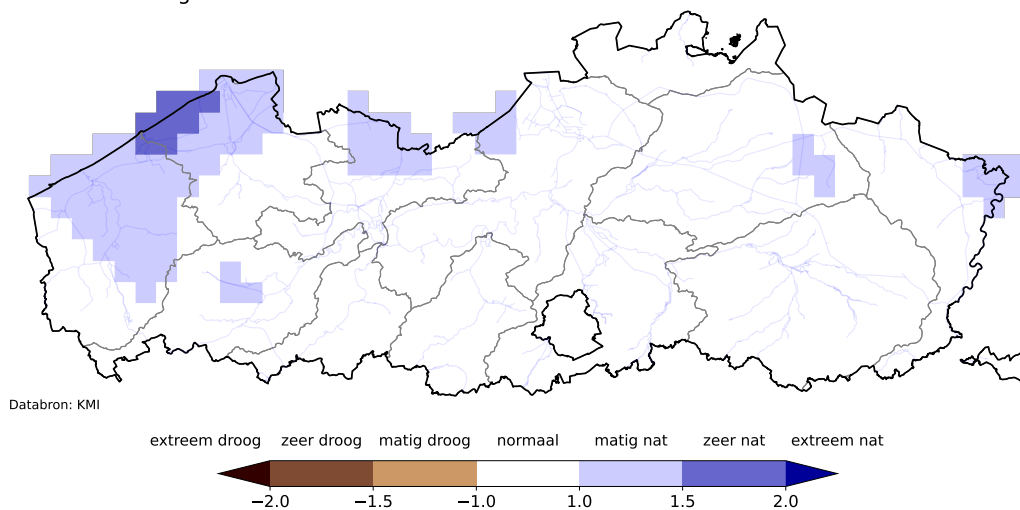 Databron: KMI
extreem droog zeer droog matig droog normaal matig nat zeer nat extreem nat
−2.0 −1.5 −1.0 1.0 1.5 2.0